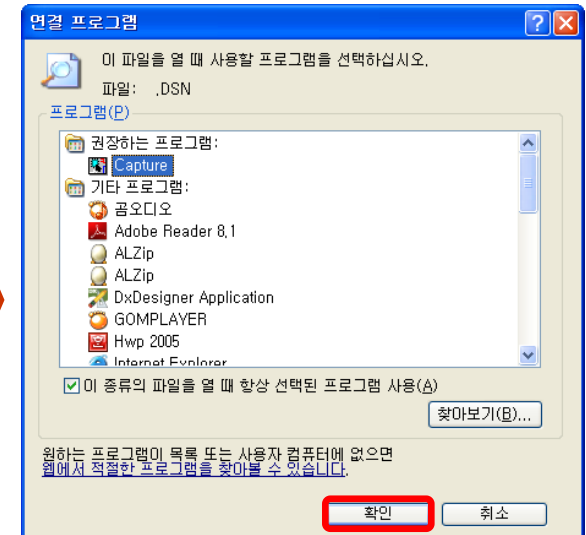 연결 프로그램
이 파일을 열 때 사용할 프로그램을 선택하십시오.
파일: .DSN
프로그램(P)
권장하는 프로그램:
Capture
기타 프로그램:
곰오디오
Adobe Reader 8.1
ALZip
ALZip
DxDesigner Application
GOMPLAYER
Hwp 2005
Internet Explorer
이 종류의 파일을 열 때 항상 선택된 프로그램 사용(A)
찾아보기(B)...
원하는 프로그램이 목록 또는 사용자 컴퓨터에 없으면
웹에서 적절한 프로그램을 찾아볼 수 있습니다.
확인 취소